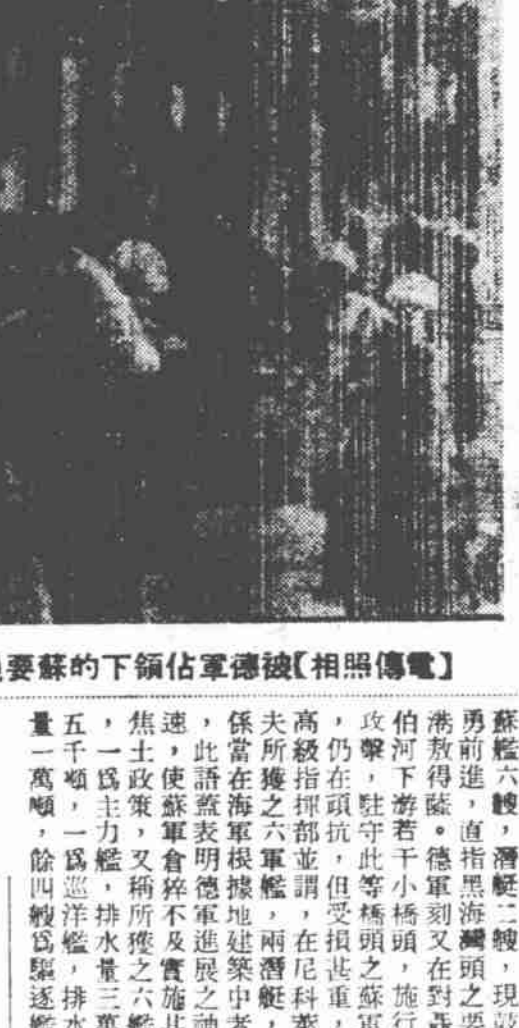 【電傳照相】被德軍佔領下的蘇要
蘇艦六艘，潛艇二艘，現
勇前進，直指黑海灣頭之要
港敖得薩。德軍刻又在對
伯河下游若干小橋頭，施行
攻擊，駐守此等橋頭之蘇軍
，仍在頑抗，但受損甚重，
高級指揮部並謂，在尼科
夫所獲之六軍艦，兩潛艇，
係當在海軍根據地建築中者
，此語蓋表明德軍進展之神
速，使蘇軍倉猝不及實施其
焦土政策，又稱所獲之六艦
，一爲主力艦，排水量三萬
五千噸，一爲巡洋艦，排水
量一萬噸，餘四艘爲驅逐艦